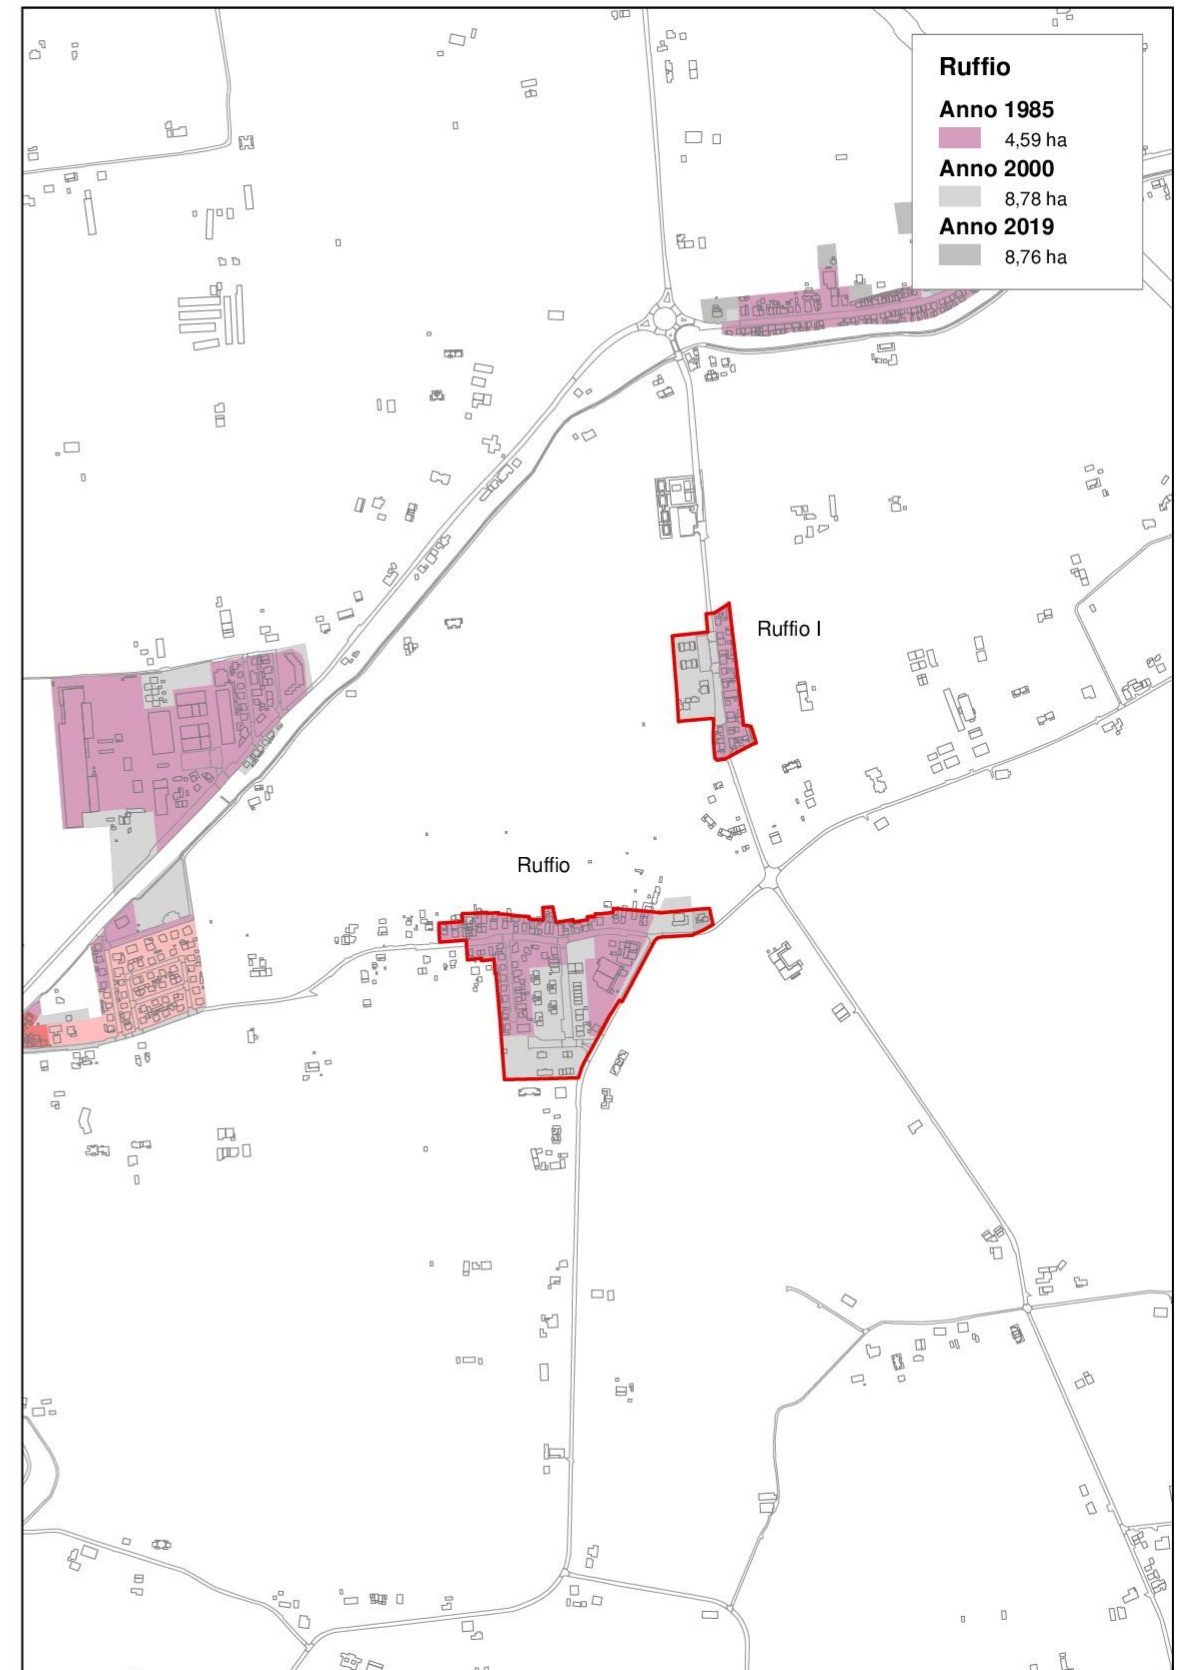 Ruffio
Anno 1985
4,59 ha
Anno 2000
8,78 ha
Anno 2019
8,76 ha
Ruffio I
Ruffio